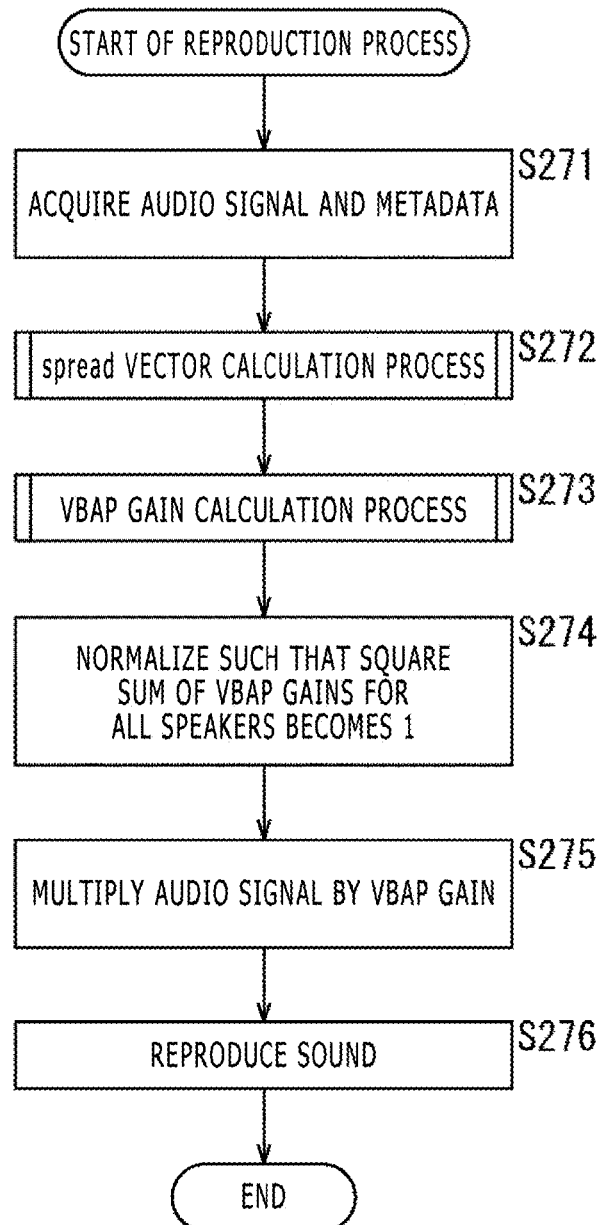 START OF REPRODUCTION PROCESS
S271
ACQUIRE AUDIO SIGNAL AND METADATA
S272
spread VECTOR CALCULATION PROCESS
S273
VBAP GAIN CALCULATION PROCESS
S274
NORMALIZE SUCH THAT SQUARE
SUM OF VBAP GAINS FOR
ALL SPEAKERS BECOMES 1
S275
MULTIPLY AUDIO SIGNAL BY VBAP GAIN
S276
REPRODUCE SOUND
END